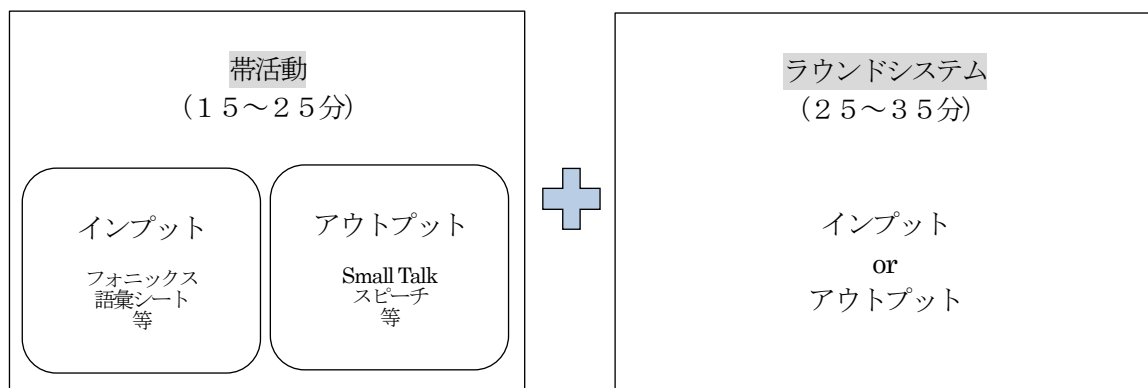 帯活動
（１５～２５分）
インプット
フォニックス
語彙シート
等
アウトプット
Small Talk
スピーチ
等
ラウンドシステム
（２５～３５分）
インプット
or
アウトプット